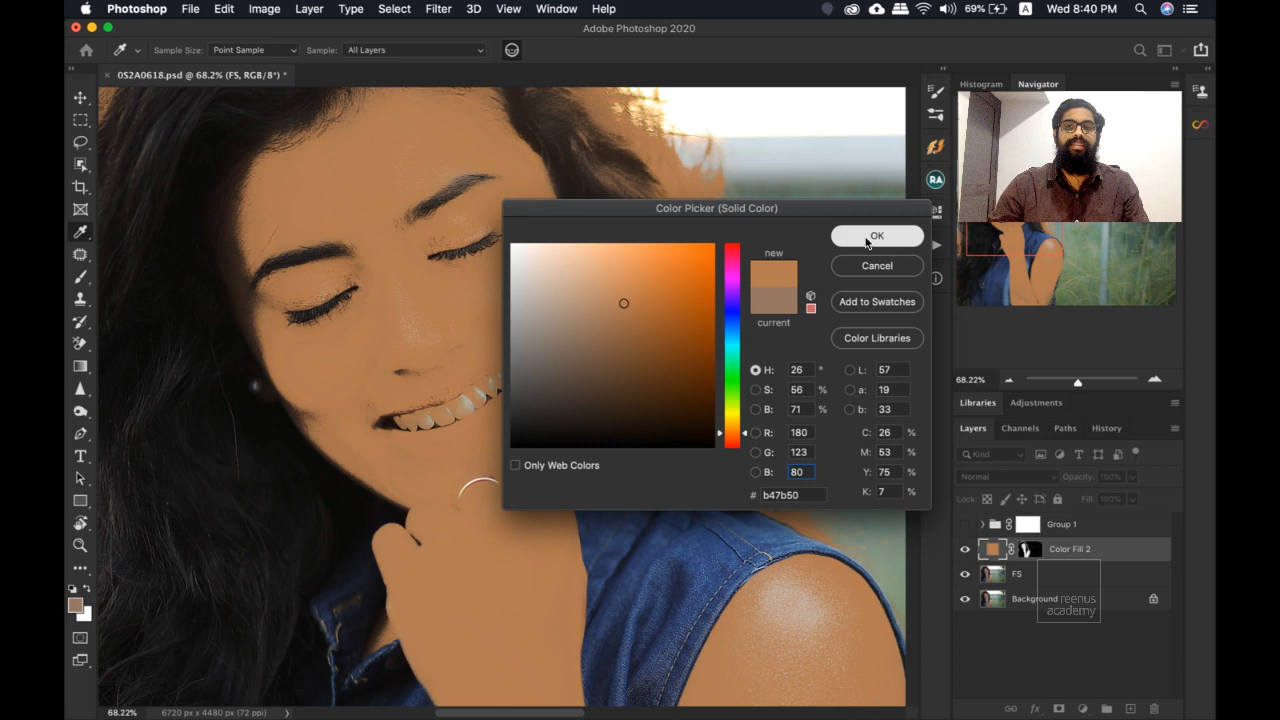 Photoshop File Edit Image Layer Type Select Filter 3D View Window Help 69% A Wed 8:40 PM
Adobe Photoshop 2020
Sample Size: Point Sample Sample: All Layers
0S2A0618.psd @ 68.2% (FS, RGB/8*) *
Histogram Navigator
RA
Color Picker (Solid Color)
OK
new
Cancel
Add to Swatches
current
Color Libraries
H: 26 ° L: 57
S: 56 % a: 19
B: 71 % b: 33
R: 180 C: 26 %
G: 123 M: 53 %
B: 80 Y: 75 %
# b47b50 K: 7 %
Only Web Colors
68.22%
Libraries Adjustments
Layers Channels Paths History
Kind
Normal Opacity: 100%
Lock: Fill: 100%
Group 1
Color Fill 2
FS
Background
reenus
academy
68.22% 6720 px x 4480 px (72 ppi)